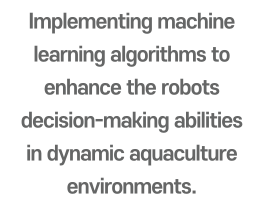 Implementing machine
learning algorithms to
enhance the robots
decision-making abilities
in dynamic aquaculture
environments.